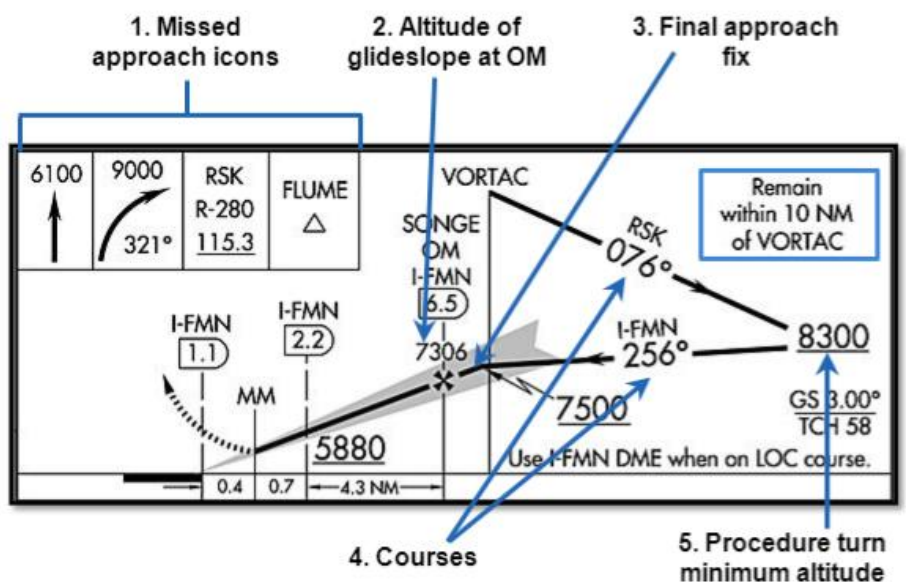 1. Missed
approach icons
2. Altitude of
glideslope at OM
3. Final approach
fix
6100
9000
321°
RSK
R-280
115.3
FLUME
VORTAC
SONGE
OM
I-FMN
6.5
7306
Remain
within 10 NM
of VORTAC
RSK
076°
I-FMN
1.1
I-FMN
2.2
I-FMN
256°
8300
MM
7500
GS 3.00°
TCH 58
5880
Use I-FMN DME when on LOC course.
0.4
0.7
4.3 NM
4. Courses
5. Procedure turn
minimum altitude